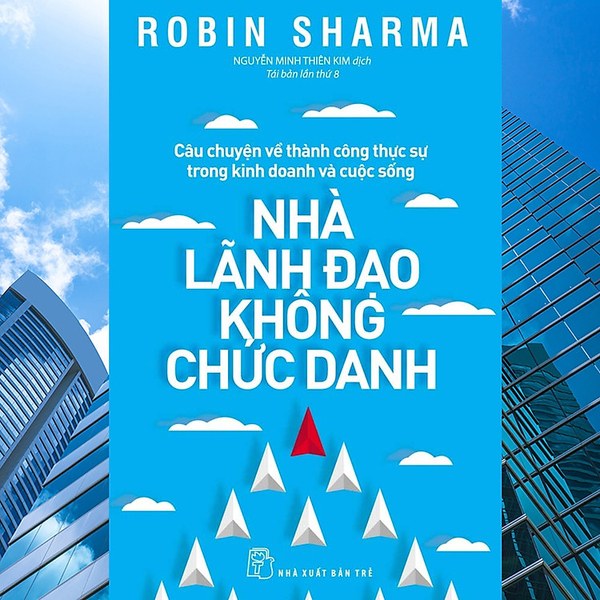 ROBIN SHARMA
NGUYỄN MINH THIÊN KIM dịch
Tái bản lần thứ 8
Câu chuyện về thành công thực sự
trong kinh doanh và cuộc sống
NHÀ
LÃNH ĐẠO
KHÔNG
CHỨC DANH
NHÀ XUẤT BẢN TRẺ